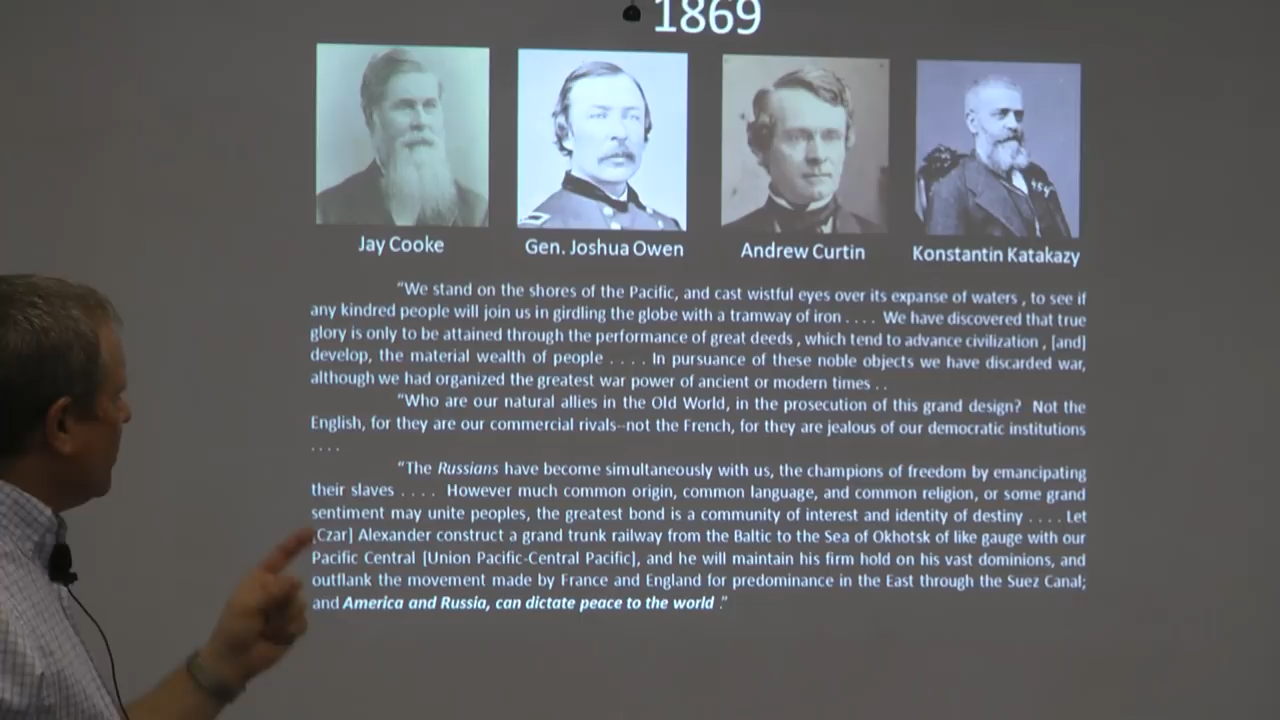 1869
Jay Cooke
Gen. Joshua Owen
Andrew Curtin
Konstantin Katakazy
"We stand on the shores of the Pacific, and cast wistful eyes over its expanse of waters , to see if
any kindred people will join us in girdling the globe with a tramway of iron . . . . We have discovered that true
glory is only to be attained through the performance of great deeds , which tend to advance civilization , [and]
develop, the material wealth of people . . . . In pursuance of these noble objects we have discarded war,
although we had organized the greatest war power of ancient or modern times . .
"Who are our natural allies in the Old World, in the prosecution of this grand design? Not the
English, for they are our commercial rivals--not the French, for they are jealous of our democratic institutions
. . . .
"The Russians have become simultaneously with us, the champions of freedom by emancipating
their slaves . . . . However much common origin, common language, and common religion, or some grand
sentiment may unite peoples, the greatest bond is a community of interest and identity of destiny . . . . Let
[Czar] Alexander construct a grand trunk railway from the Baltic to the Sea of Okhotsk of like gauge with our
Pacific Central [Union Pacific-Central Pacific], and he will maintain his firm hold on his vast dominions, and
outflank the movement made by France and England for predominance in the East through the Suez Canal;
and America and Russia, can dictate peace to the world ."